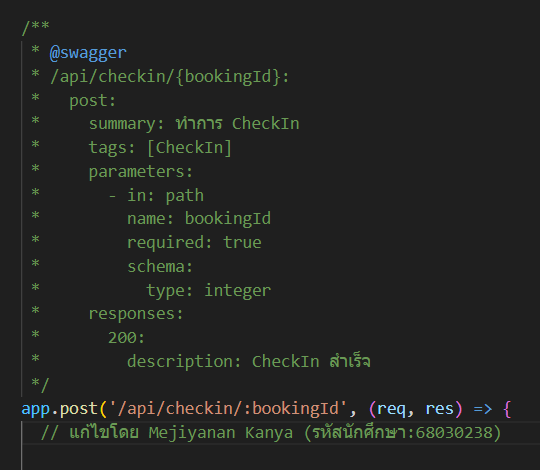 /**
 * @swagger
 * /api/checkin/{bookingId}:
 *   post:
 *     summary: ทำการ CheckIn
 *     tags: [CheckIn]
 *     parameters:
 *       - in: path
 *         name: bookingId
 *         required: true
 *         schema:
 *           type: integer
 *     responses:
 *       200:
 *         description: CheckIn สำเร็จ
 */
app.post('/api/checkin/:bookingId', (req, res) => {
  // แก้ไขโดย Mejiyanan Kanya (รหัสนักศึกษา:68030238)